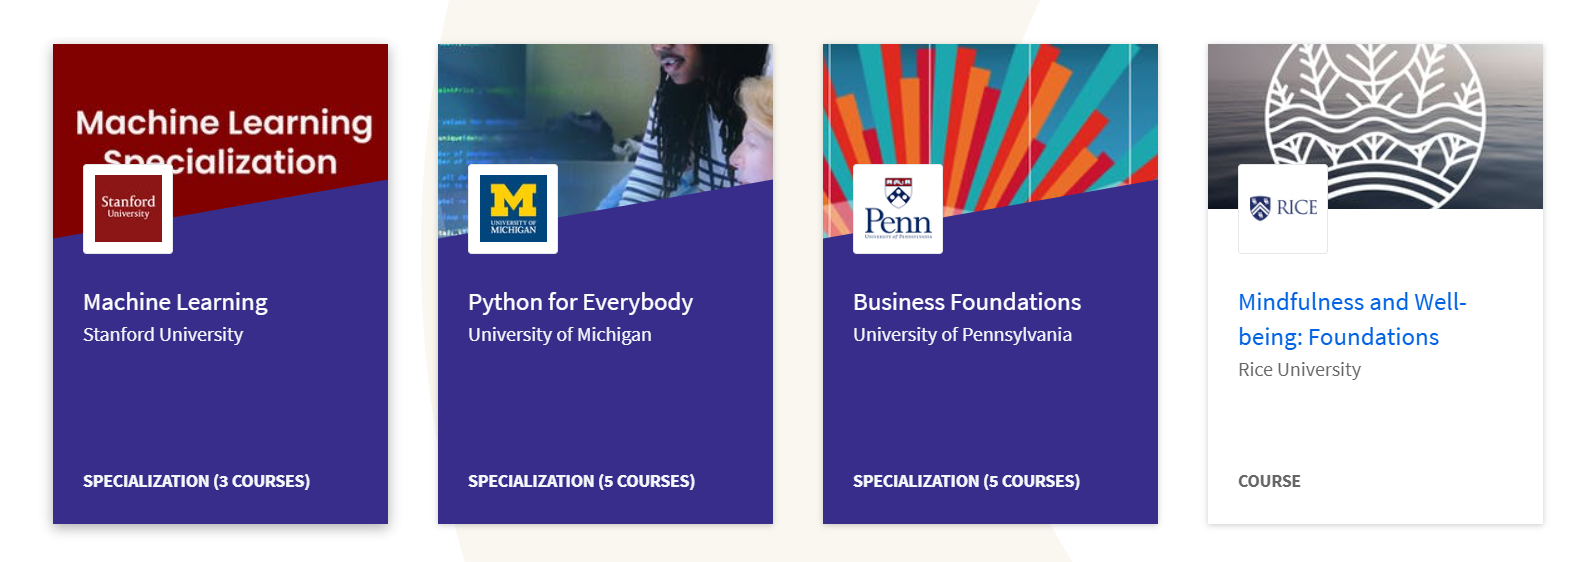 Machine Learning
Specialization
Stanford
University
Machine Learning
Stanford University
SPECIALIZATION (3 COURSES)
M
UNIVERSITY OF
MICHIGAN
Python for Everybody
University of Michigan
SPECIALIZATION (5 COURSES)
Penn
UNIVERSITY of PENNSYLVANIA
Business Foundations
University of Pennsylvania
SPECIALIZATION (5 COURSES)
RICE
Mindfulness and Well-
being: Foundations
Rice University
COURSE